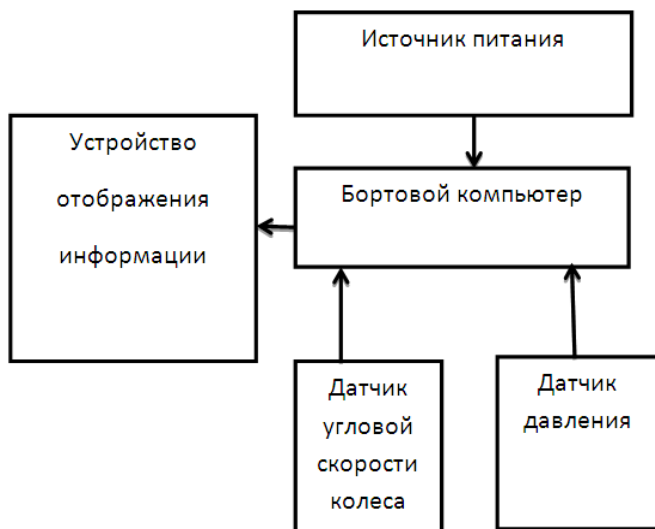 Источник питания
Устройство
отображения
информации
Бортовой компьютер
Датчик
угловой
скорости
колеса
Датчик
давления